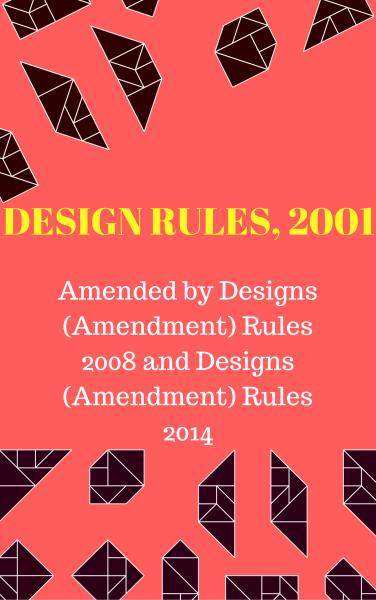 DESIGN RULES, 2001
Amended by Designs
(Amendment) Rules
2008 and Designs
(Amendment) Rules
2014